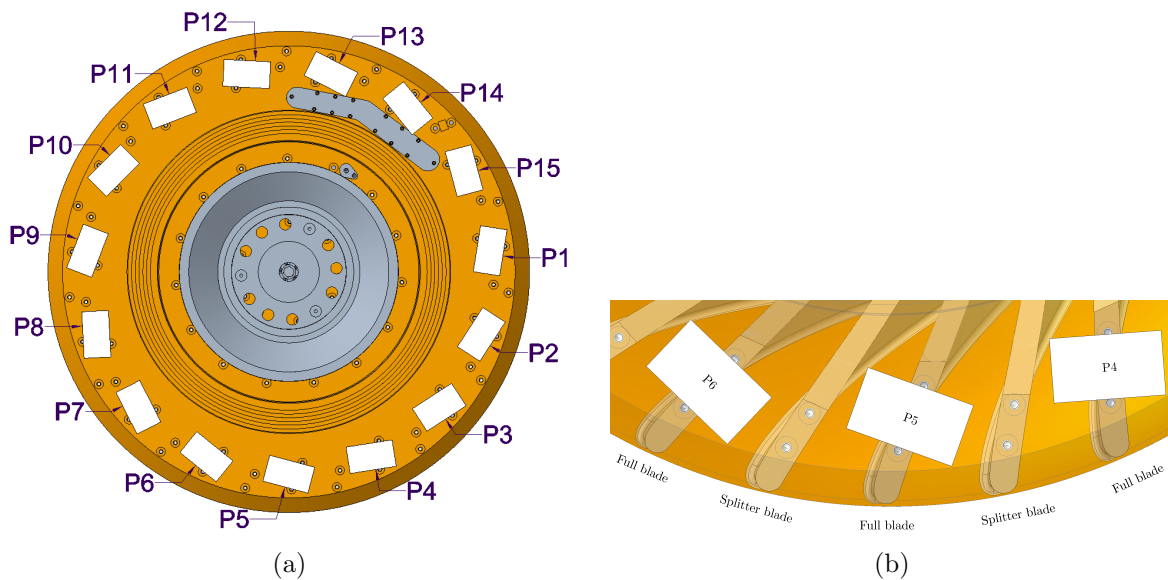 P12
P13
P11
P14
P10
P15
P9
P1
P8
P2
P7
P3
P6
P4
P5
(a)
P6
P5
P4
Full blade
Splitter blade
Full blade
Splitter blade
Full blade
(b)